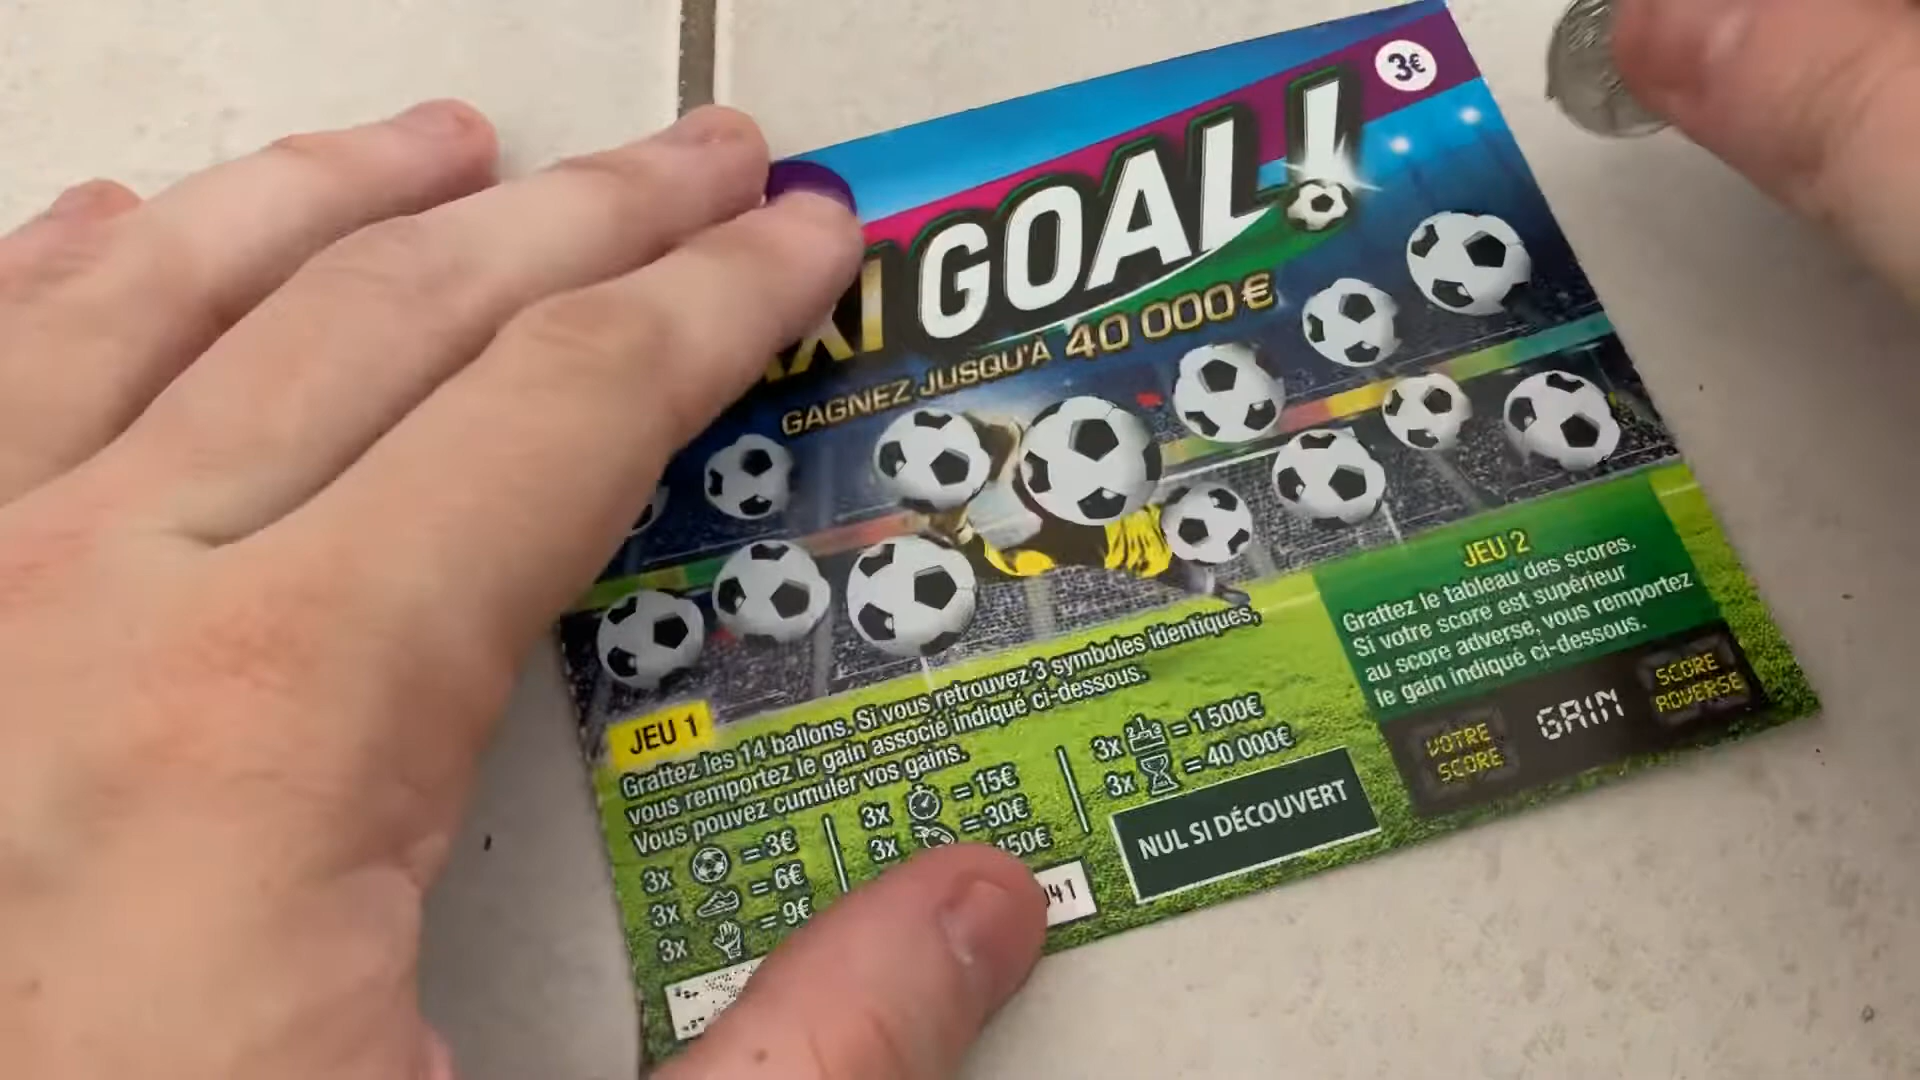 3€
GOAL!
GAGNEZ JUSQU'À 40 000€
JEU 1
Grattez les 14 ballons. Si vous retrouvez 3 symboles identiques,
vous remportez le gain associé indiqué ci-dessous.
Vous pouvez cumuler vos gains.
3x = 3€
3x = 6€
3x = 9€
3x = 15€
3x = 30€
150€
3x = 1500€
3x = 40 000€
NUL SI DÉCOUVERT
JEU 2
Grattez le tableau des scores.
Si votre score est supérieur
au score adverse, vous remportez
le gain indiqué ci-dessous.
VOTRE
SCORE
GAIN
SCORE
ADVERSE